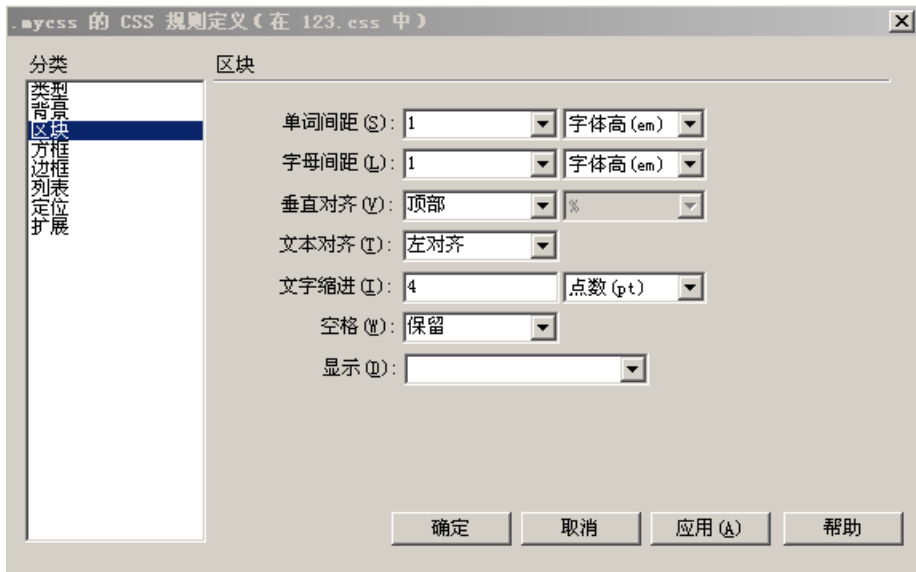 .mycss 的 CSS 规则定义(在 123.css 中)
分类
区块
类型
背景
区块
方框
边框
列表
定位
扩展
单词间距(S): 1 字体高(em)
字母间距(L): 1 字体高(em)
垂直对齐(V): 顶部 %
文本对齐(T): 左对齐
文字缩进(I): 4 点数(pt)
空格(W): 保留
显示(D):
确定 取消 应用(A) 帮助